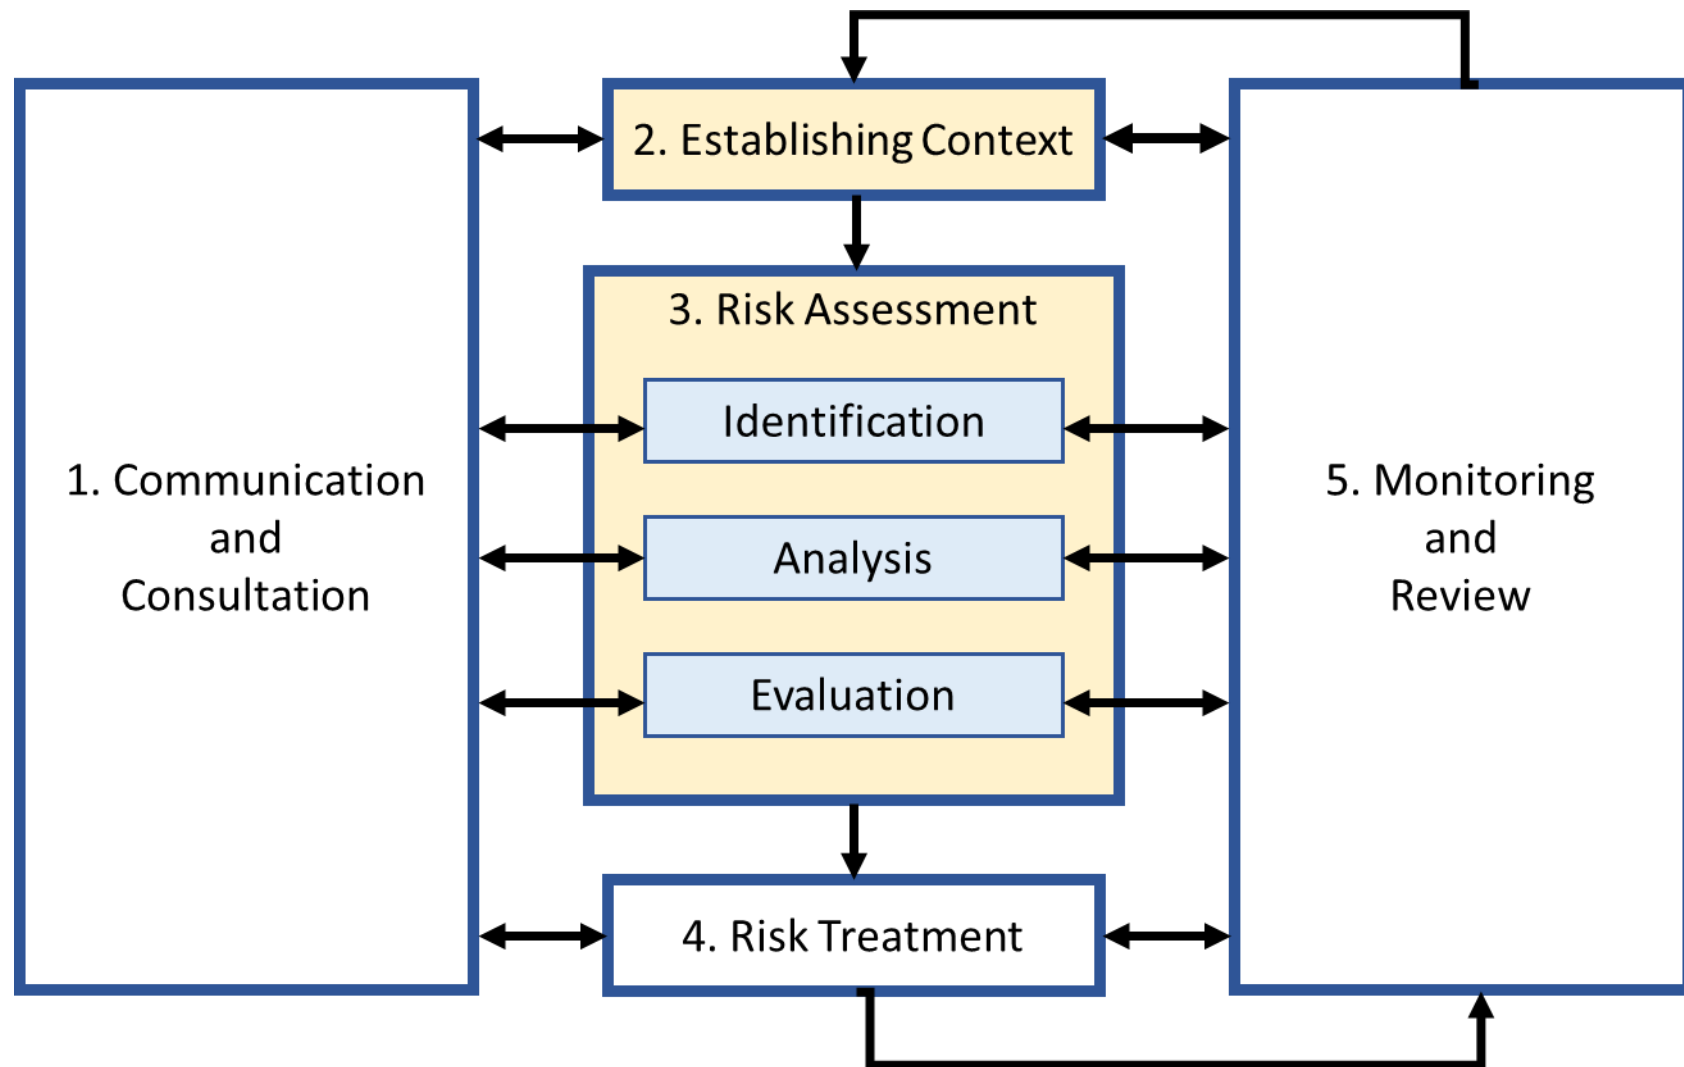 1. Communication
and
Consultation
2. Establishing Context
3. Risk Assessment
Identification
Analysis
Evaluation
4. Risk Treatment
5. Monitoring
and
Review